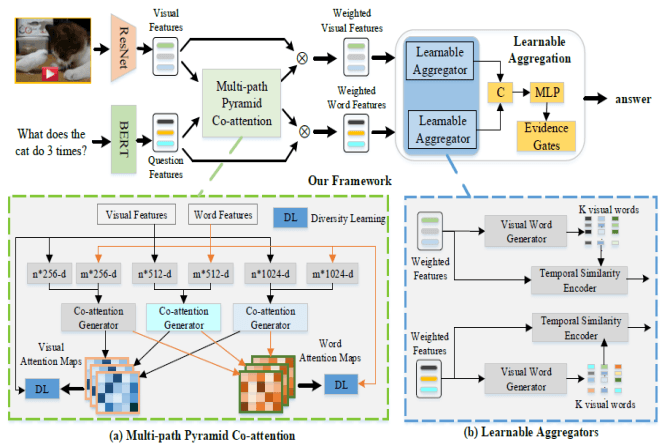 Visual
Features
ResNet
Weighted
Visual Features
Learnable
Aggregator
Learnable
Aggregation
Multi-path
Pyramid
Co-attention
C
MLP
answer
What does the
cat do 3 times?
BERT
Question
Features
Weighted
Word Features
Learnable
Aggregator
Evidence
Gates
Our Framework
Visual Features
Word Features
DL
Diversity Learning
n*256-d
m*256-d
n*512-d
m*512-d
n*1024-d
m*1024-d
Co-attention
Generator
Co-attention
Generator
Co-attention
Generator
Visual
Attention Maps
Word
Attention Maps
DL
DL
(a) Multi-path Pyramid Co-attention
Weighted
Features
Visual Word
Generator
K visual words
Temporal Similarity
Encoder
Temporal Similarity
Encoder
Weighted
Features
Visual Word
Generator
K visual words
(b) Learnable Aggregators